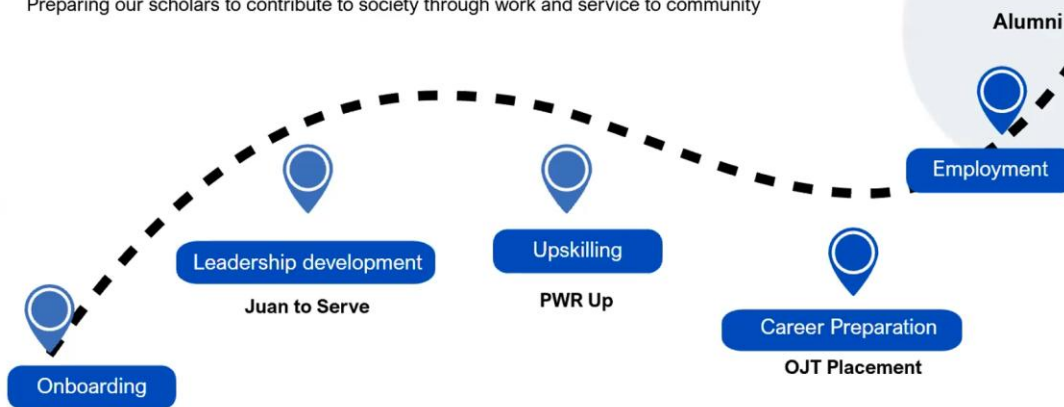 Preparing our scholars to contribute to society through work and service to community
Alumni
Employment
Leadership development
Juan to Serve
Upskilling
PWR Up
Career Preparation
OJT Placement
Onboarding